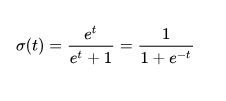 σ(t) = e^t / (e^t + 1) = 1 / (1 + e^{−t})